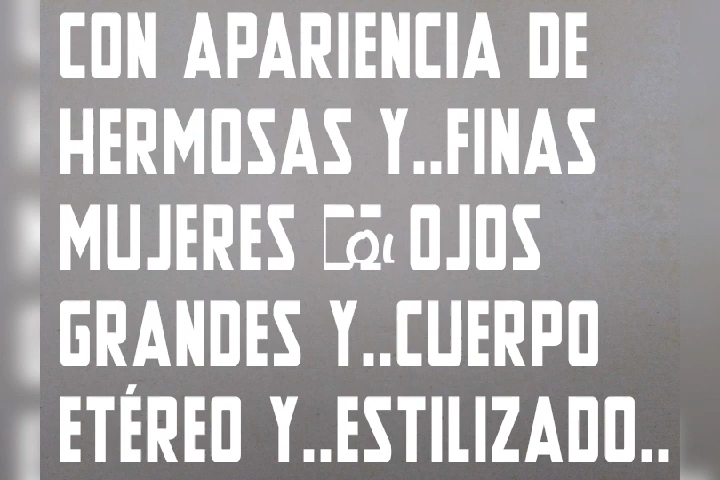 CON APARIENCIA DE
HERMOSAS Y..FINAS
MUJERES OJOS
GRANDES Y..CUERPO
ETÉREO Y..ESTILIZADO..